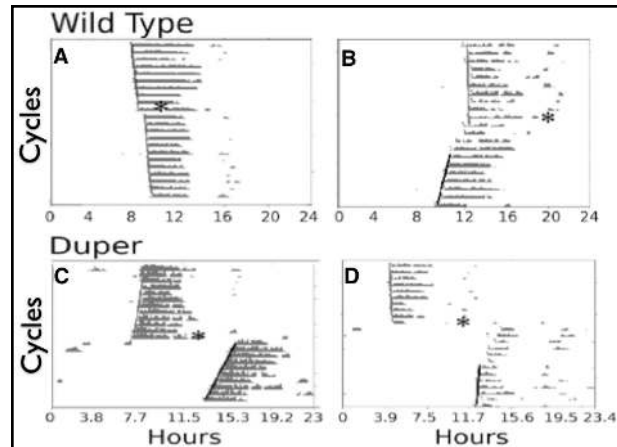 Wild Type
A
B
Cycles
*
*
0 4 8 12 16 20 24
0 4 8 12 16 20 24
Duper
C
D
Cycles
*
*
0 3.8 7.7 11.5 15.3 19.2 23
0 3.9 7.5 11.7 15.6 19.5 23.4
Hours
Hours